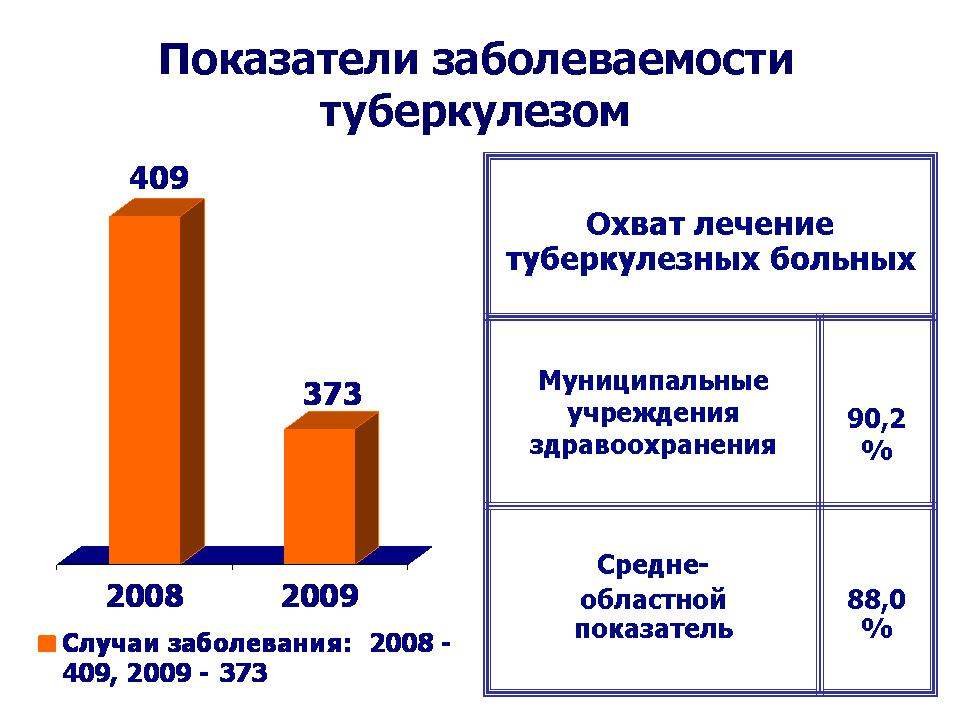 Показатели заболеваемости
туберкулезом
409
373
2008
2009
Случаи заболевания: 2008 -
409, 2009 - 373
Охват лечение
туберкулезных больных
Муниципальные
учреждения
здравоохранения
90,2
%
Средне-
областной
показатель
88,0
%